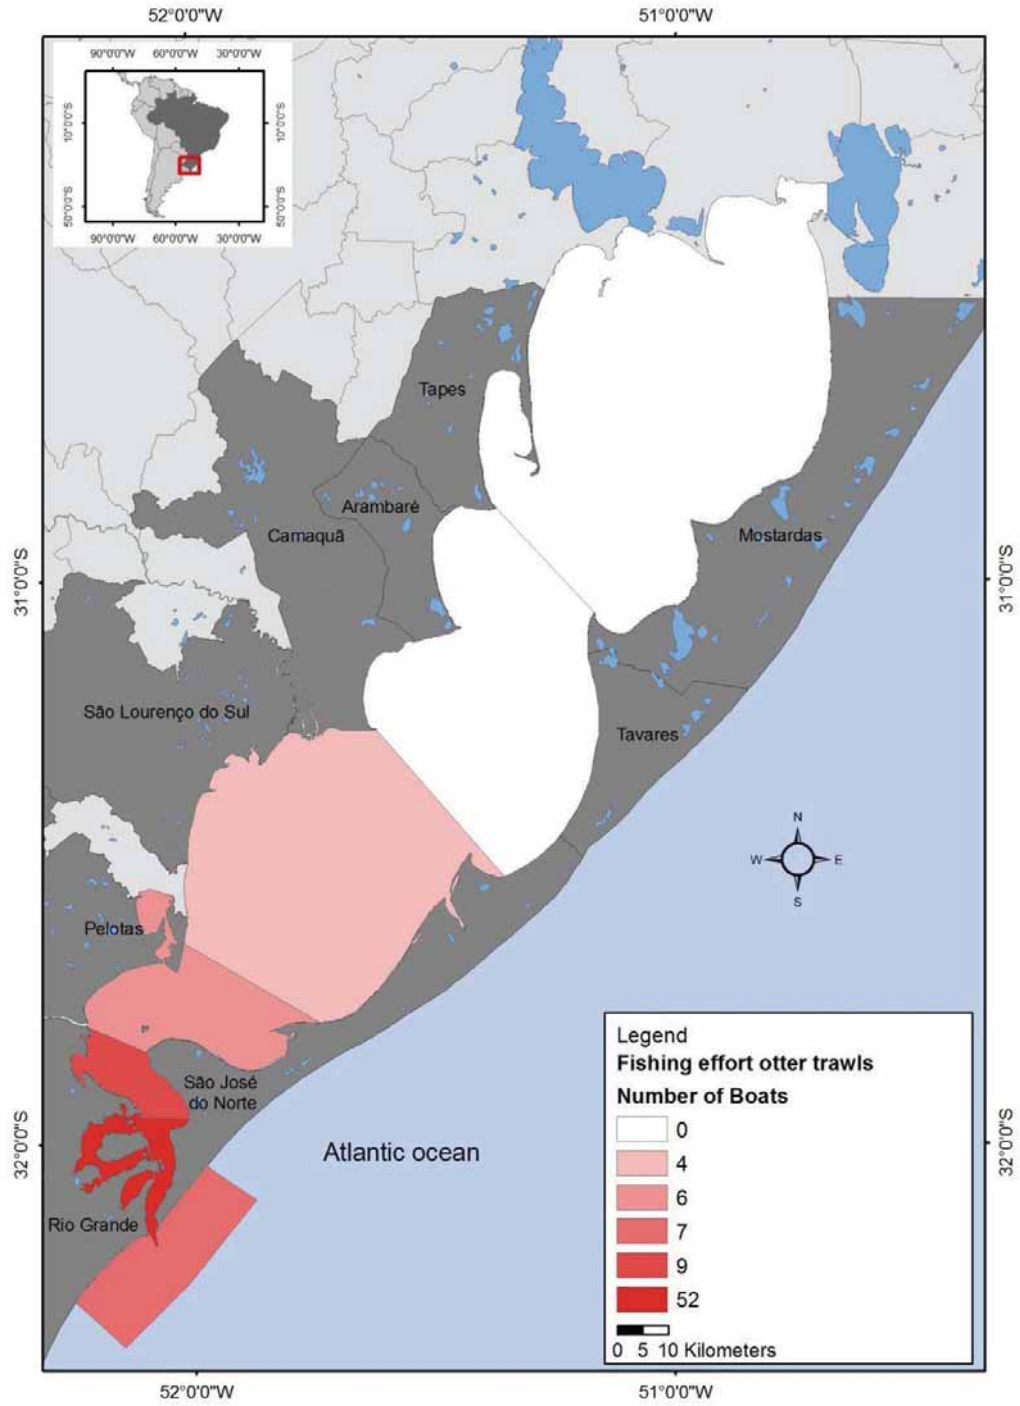 52°0'0"W 51°0'0"W
90°0'0"W 60°0'0"W 30°0'0"W
10°0'0"S 10°0'0"S
50°0'0"S 50°0'0"S
90°0'0"W 60°0'0"W 30°0'0"W
Tapes
Arambaré
Camaquã
Mostardas
31°0'0"S 31°0'0"S
São Lourenço do Sul
Tavares
N
W E
S
Pelotas
São José
do Norte
32°0'0"S 32°0'0"S
Atlantic ocean
Rio Grande
Legend
Fishing effort otter trawls
Number of Boats
0
4
6
7
9
52
0 5 10 Kilometers
52°0'0"W 51°0'0"W